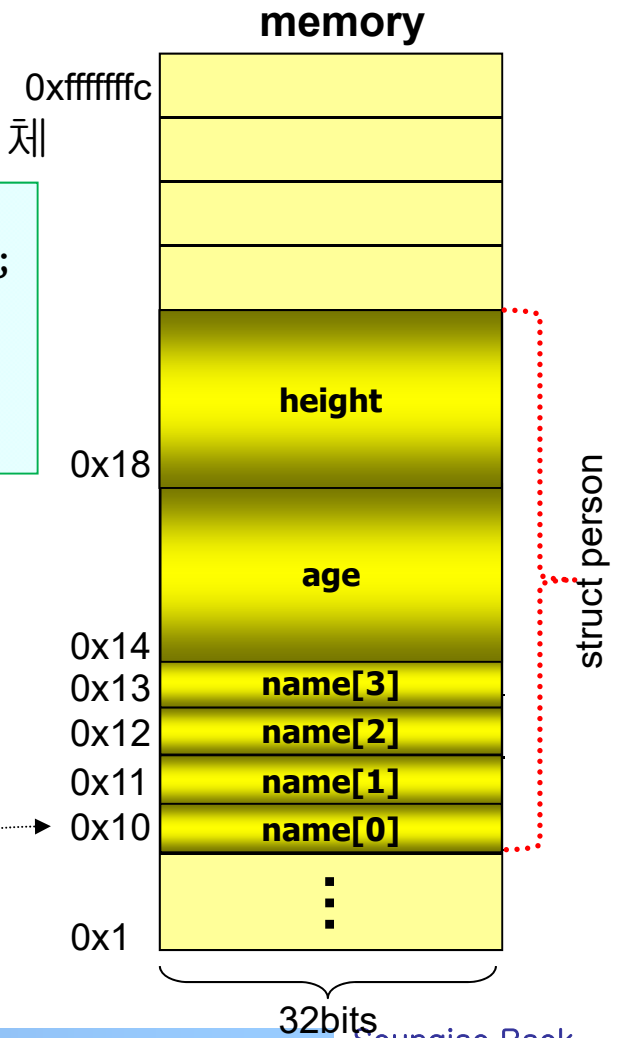 memory
0xfffffffc
체
;
height
0x18
age
0x14
name[3]
0x13
name[2]
0x12
name[1]
0x11
name[0]
0x10
0x1
struct person
32bits